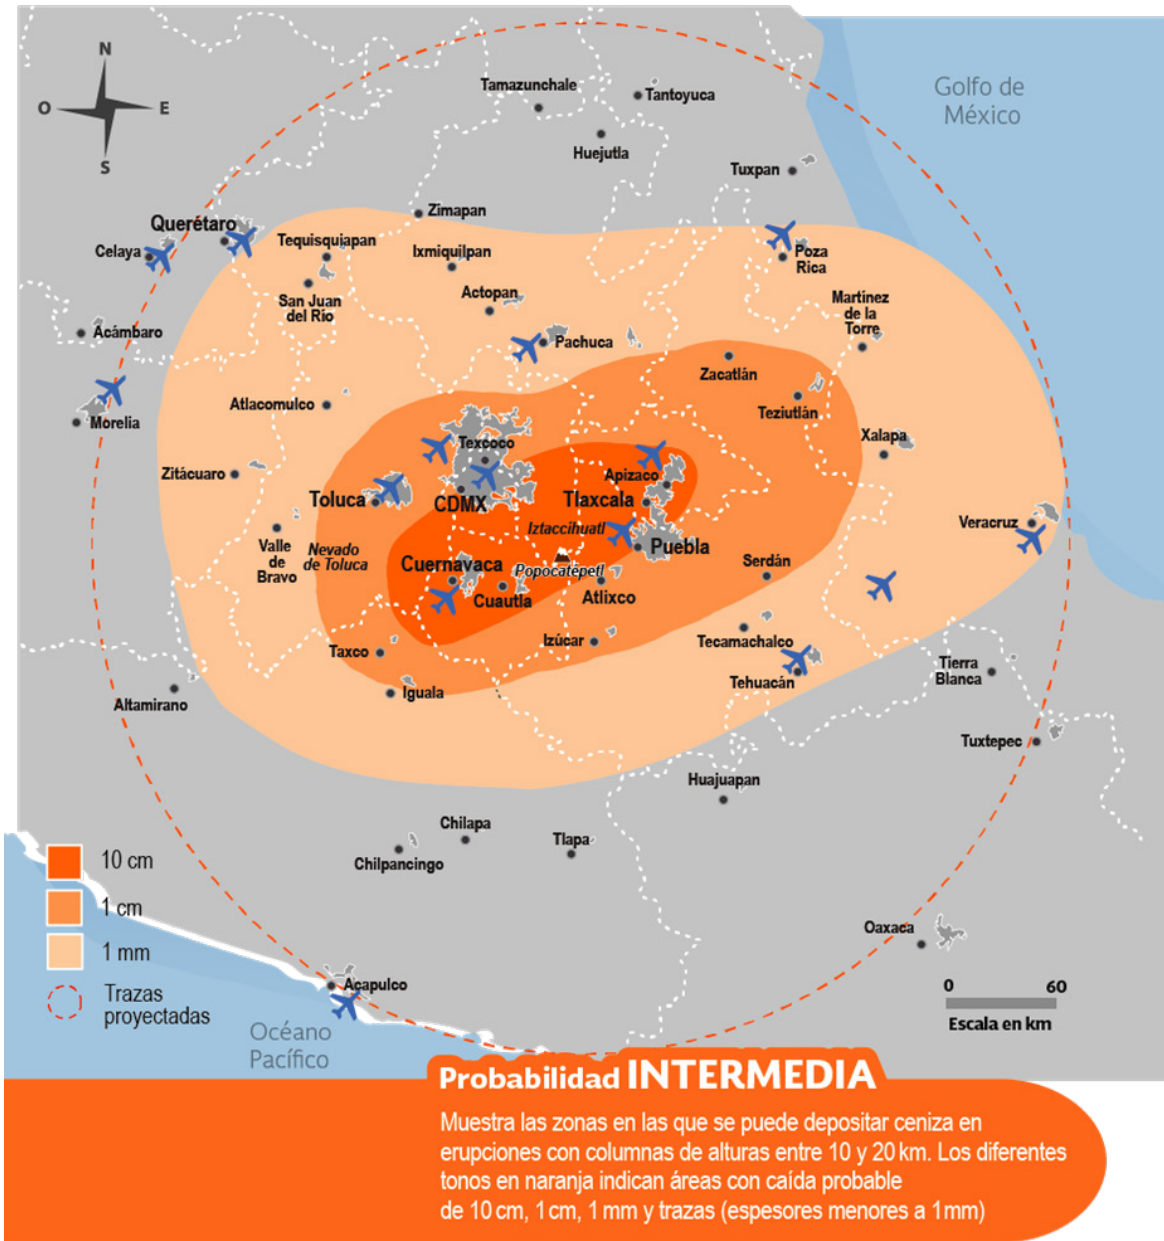 Golfo de
México
N
O
E
S
Tamazunchale
Tantoyuca
Huejutla
Tuxpan
Zimapan
Querétaro
Celaya
Tequisquiapan
Ixmiquilpan
Poza
Rica
San Juan
del Río
Actopan
Martínez
de la
Torre
Acámbaro
Pachuca
Zacatlán
Atlacomulco
Teziutlán
Morelia
Texcoco
Xalapa
Zitácuaro
Apizaco
Toluca
CDMX
Tlaxcala
Iztaccihuatl
Veracruz
Valle
de
Bravo
Nevado
de Toluca
Puebla
Cuernavaca
Popocatépetl
Serdán
Cuautla
Atlixco
Izúcar
Tecamachalco
Taxco
Tierra
Blanca
Tehuacán
Iguala
Altamirano
Tuxtepec
Huajuapan
Chilapa
Tlapa
Chilpancingo
10 cm
1 cm
1 mm
Trazas
proyectadas
Oaxaca
Acapulco
0 60
Escala en km
Océano
Pacífico
Probabilidad INTERMEDIA
Muestra las zonas en las que se puede depositar ceniza en
erupciones con columnas de alturas entre 10 y 20 km. Los diferentes
tonos en naranja indican áreas con caída probable
de 10 cm, 1 cm, 1 mm y trazas (espesores menores a 1 mm)